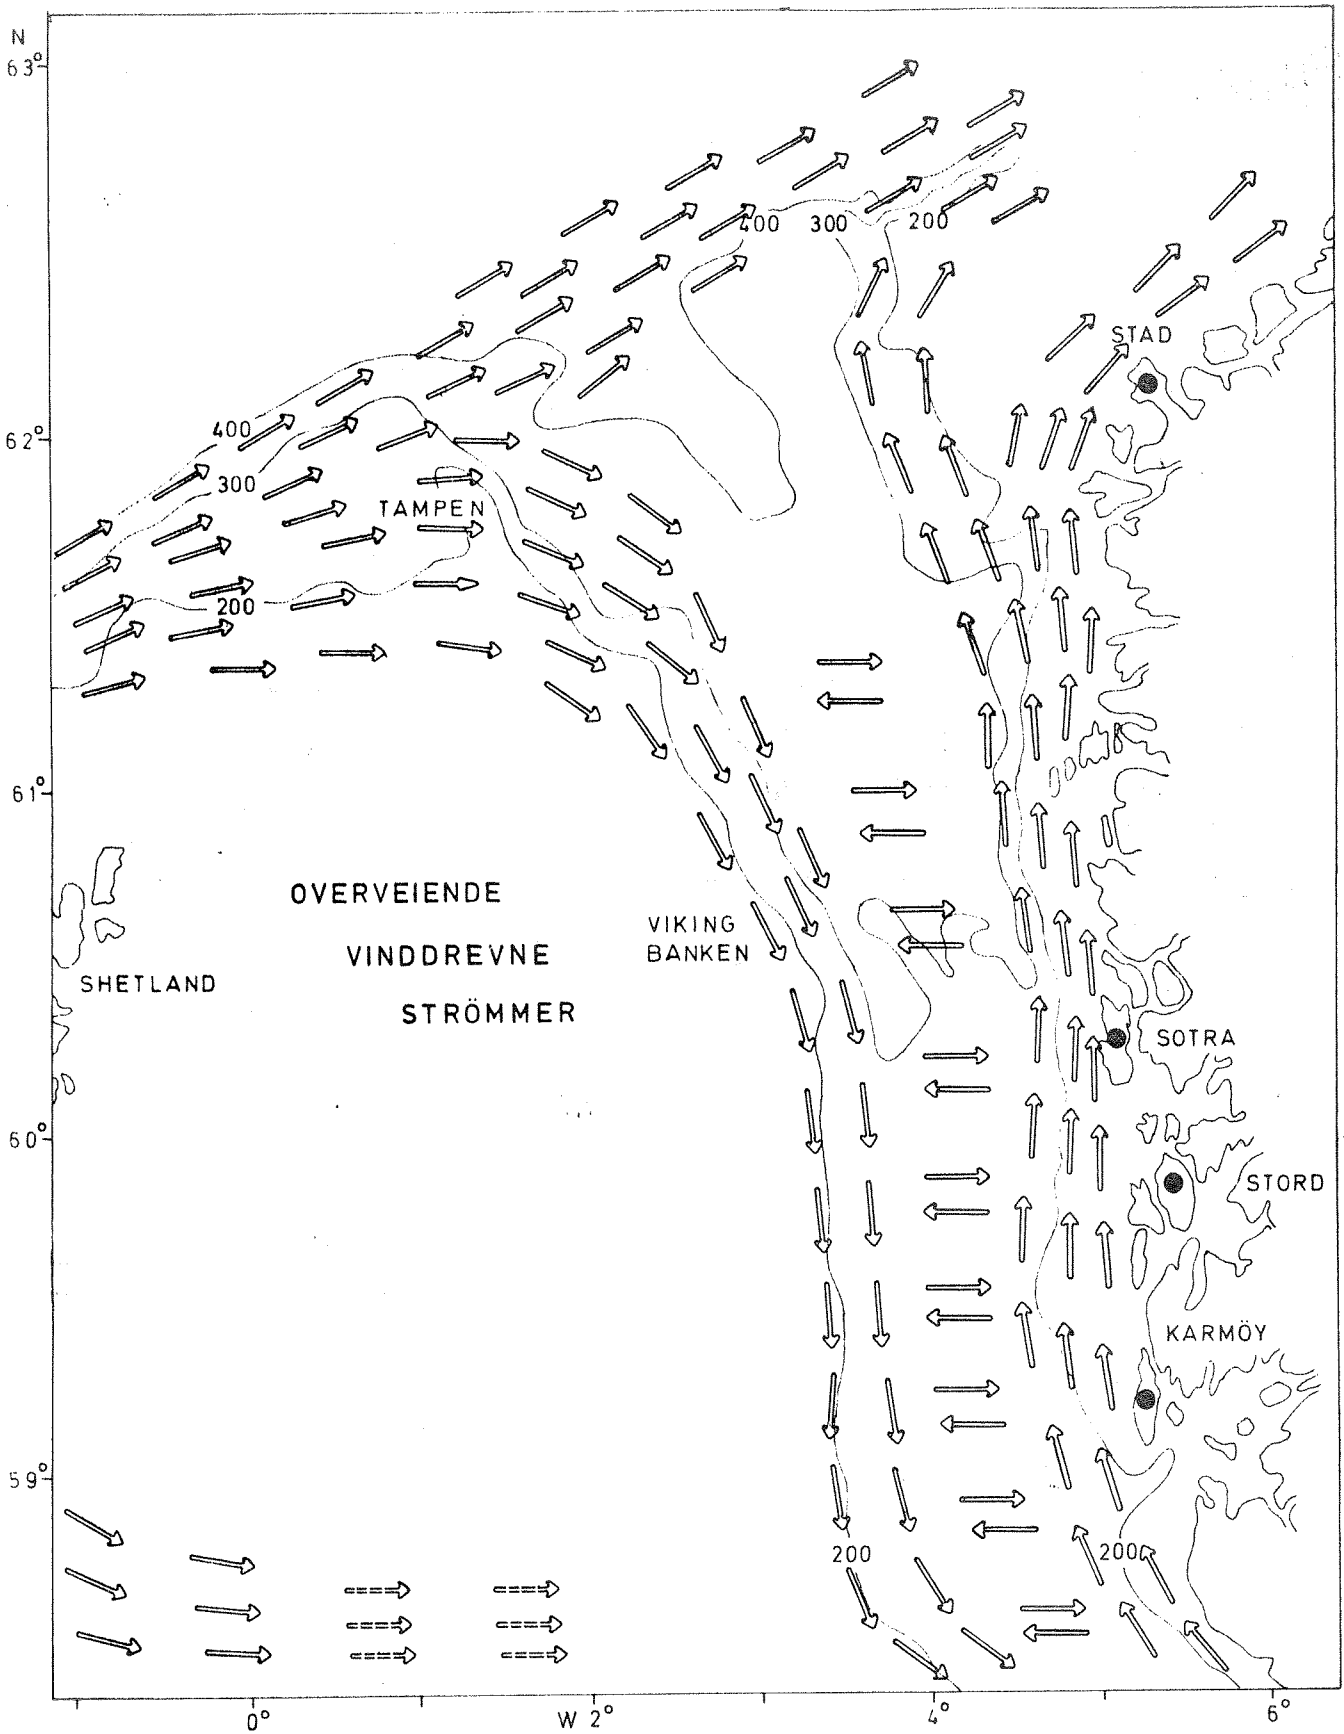 N
63°
400
300
200
STAD
62°
400
300
TAMPEN
200
61°
OVERVEIENDE
VINDDREVNE
STRÖMMER
VIKING
BANKEN
SHETLAND
SOTRA
60°
STORD
KARMÖY
59°
200
200
0°
W 2°
4°
6°